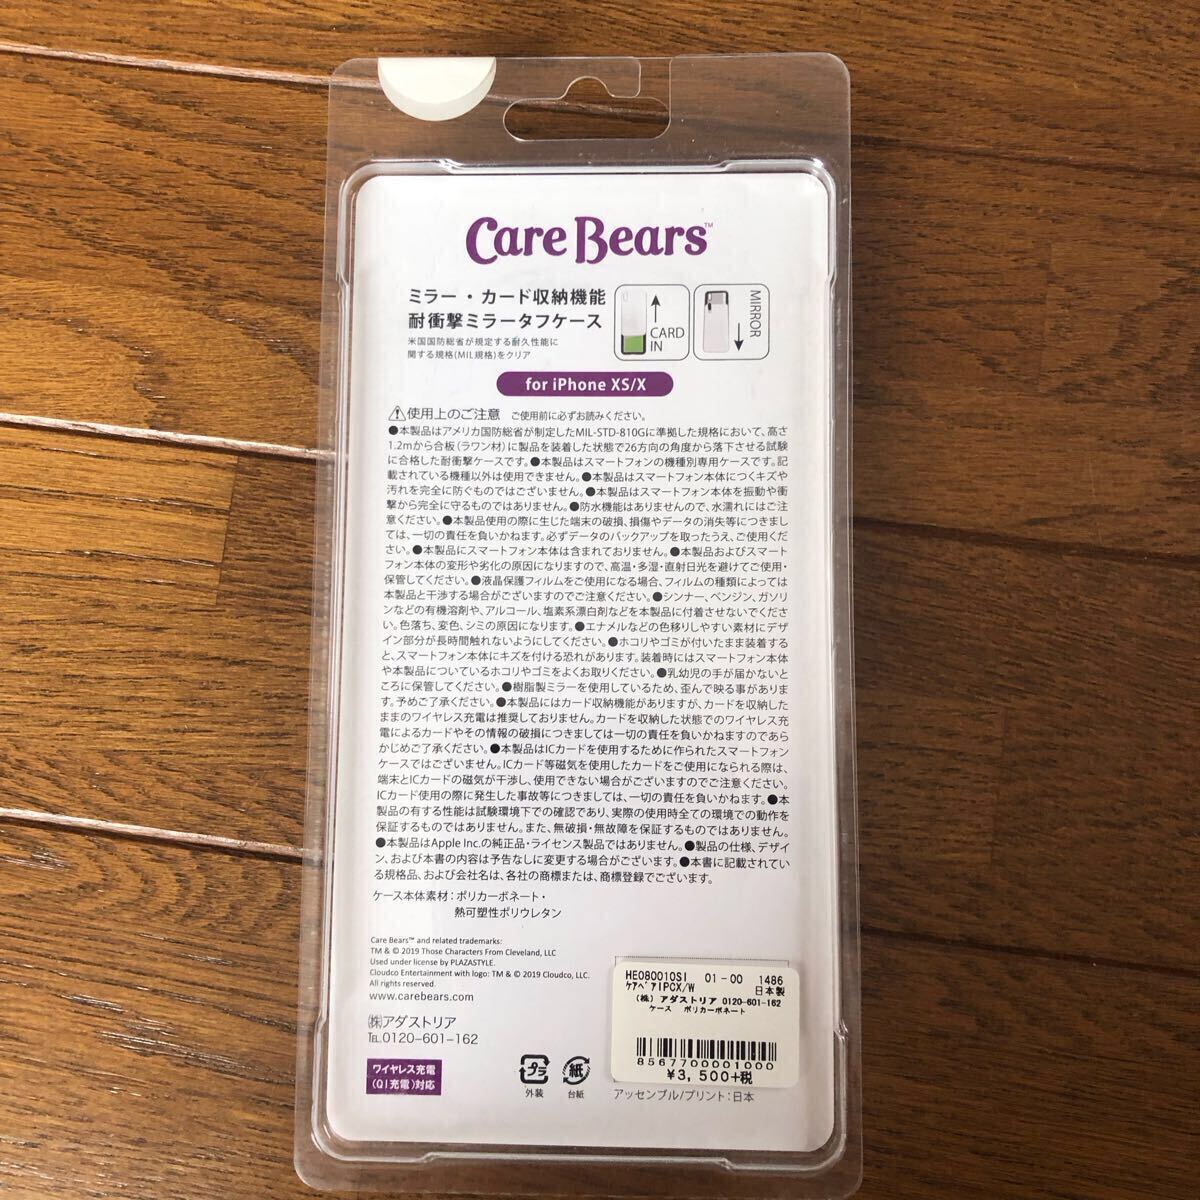 Care Bears™
ミラー・カード収納機能
耐衝撃ミラータフケース
米国国防総省が規定する耐久性能に
関する規格(MIL規格)をクリア
CARD
IN
MIRROR
for iPhone XS/X
⚠使用上のご注意 ご使用前に必ずお読みください。
●本製品はアメリカ国防総省が制定したMIL-STD-810Gに準拠した規格において、高さ
1.2mから合板(ラワン材)に製品を装着した状態で26方向の角度から落下させる試験
に合格した耐衝撃ケースです。●本製品はスマートフォンの機種別専用ケースです。記
載されている機種以外は使用できません。●本製品はスマートフォン本体につくキズや
汚れを完全に防ぐものではございません。●本製品はスマートフォン本体を振動や衝
撃から完全に守るものではありません。●防水機能はありませんので、水濡れにはご注
意ください。●本製品使用の際に生じた端末の破損、損傷やデータの消失等につきまし
ては、一切の責任を負いかねます。必ずデータのバックアップを取ったうえ、ご使用くだ
さい。●本製品にスマートフォン本体は含まれておりません。●本製品およびスマート
フォン本体の変形や劣化の原因になりますので、高温・多湿・直射日光を避けてご使用・
保管してください。●液晶保護フィルムをご使用になる場合、フィルムの種類によっては
本製品と干渉する場合がございますのでご注意ください。●シンナー、ベンジン、ガソリ
ンなどの有機溶剤や、アルコール、塩素系漂白剤などを本製品に付着させないでくださ
い。色落ち、変色、シミの原因になります。●エナメルなどの色移りしやすい素材にデザ
イン部分が長時間触れないようにしてください。●ホコリやゴミが付いたまま装着する
と、スマートフォン本体にキズを付ける恐れがあります。装着時にはスマートフォン本体
や本製品についているホコリやゴミをよくお取りください。●乳幼児の手が届かないと
ころに保管してください。●樹脂製ミラーを使用しているため、歪んで映る事がありま
す。予めご了承ください。●本製品にはカード収納機能がありますが、カードを収納した
ままのワイヤレス充電は推奨しておりません。カードを収納した状態でのワイヤレス充
電によるカードやその情報の破損につきましては一切の責任を負いかねますのであら
かじめご了承ください。●本製品はICカードを使用するために作られたスマートフォン
ケースではございません。ICカード等磁気を使用したカードをご使用になられる際は、
端末とICカードの磁気が干渉し、使用できない場合がございますのでご注意ください。
ICカード使用の際に発生した事故等につきましては、一切の責任を負いかねます。●本
製品の有する性能は試験環境下での確認であり、実際の使用時全ての環境での動作を
保証するものではありません。また、無破損・無故障を保証するものではありません。
●本製品はApple Inc.の純正品・ライセンス製品ではありません。●製品の仕様、デザイ
ン、および本書の内容は予告なしに変更する場合がございます。●本書に記載されてい
る規格品、および会社名は、各社の商標または、商標登録でございます。
ケース本体素材：ポリカーボネート・
熱可塑性ポリウレタン
Care Bears™ and related trademarks:
TM & © 2019 Those Characters From Cleveland, LLC
Used under license by PLAZASTYLE.
Cloudco Entertainment with logo: TM & © 2019 Cloudco, LLC.
All rights reserved.
www.carebears.com
㈱アダストリア
TEL.0120-601-162
ワイヤレス充電
(QI充電)対応
プラ
外装
紙
台紙
HE080010SI 01-00 1486
ｹｱﾍﾞｱIPCX/W 日本製
(株) アダストリア 0120-601-162
ケース ポリカーボネート
8567700001000
¥3,500+税
アッセンブル/プリント：日本